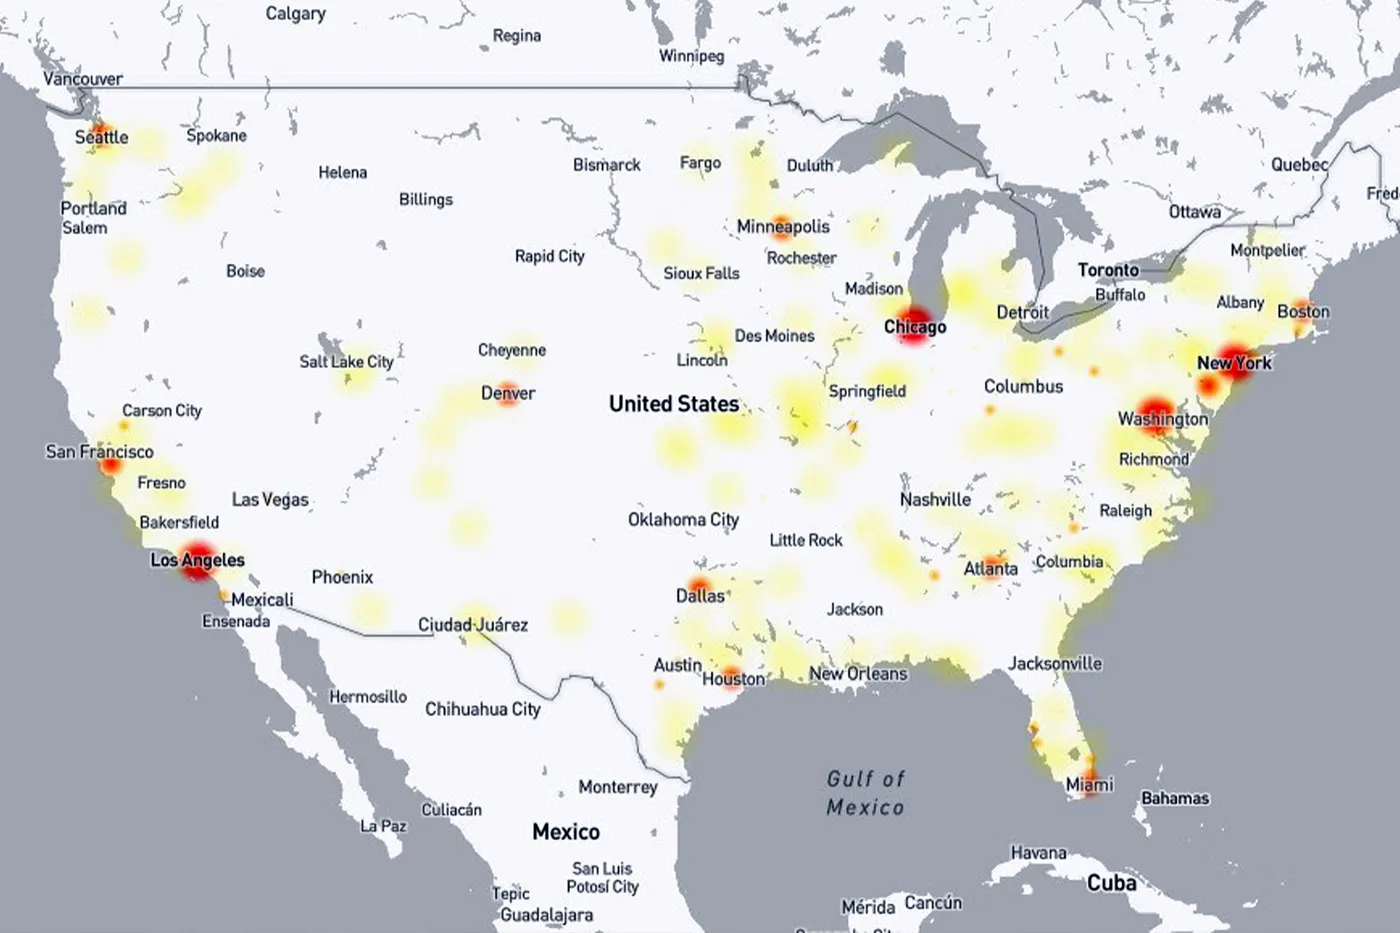 Calgary
Regina
Winnipeg
Vancouver
Seattle
Spokane
Helena
Bismarck
Fargo
Duluth
Quebec
Billings
Portland
Salem
Minneapolis
Ottawa
Fred
Rapid City
Rochester
Montpelier
Boise
Sioux Falls
Toronto
Madison
Buffalo
Albany
Boston
Detroit
Chicago
Des Moines
Salt Lake City
Cheyenne
Lincoln
New York
Denver
Springfield
Columbus
Carson City
United States
Washington
San Francisco
Richmond
Fresno
Las Vegas
Nashville
Raleigh
Bakersfield
Oklahoma City
Little Rock
Los Angeles
Phoenix
Atlanta
Columbia
Mexicali
Dallas
Jackson
Ensenada
Ciudad Juárez
Austin
Houston
New Orleans
Jacksonville
Hermosillo
Chihuahua City
Gulf of
Mexico
Monterrey
Miami
Bahamas
Culiacán
La Paz
Mexico
Havana
San Luis
Potosí City
Cuba
Tepic
Guadalajara
Mérida
Cancún